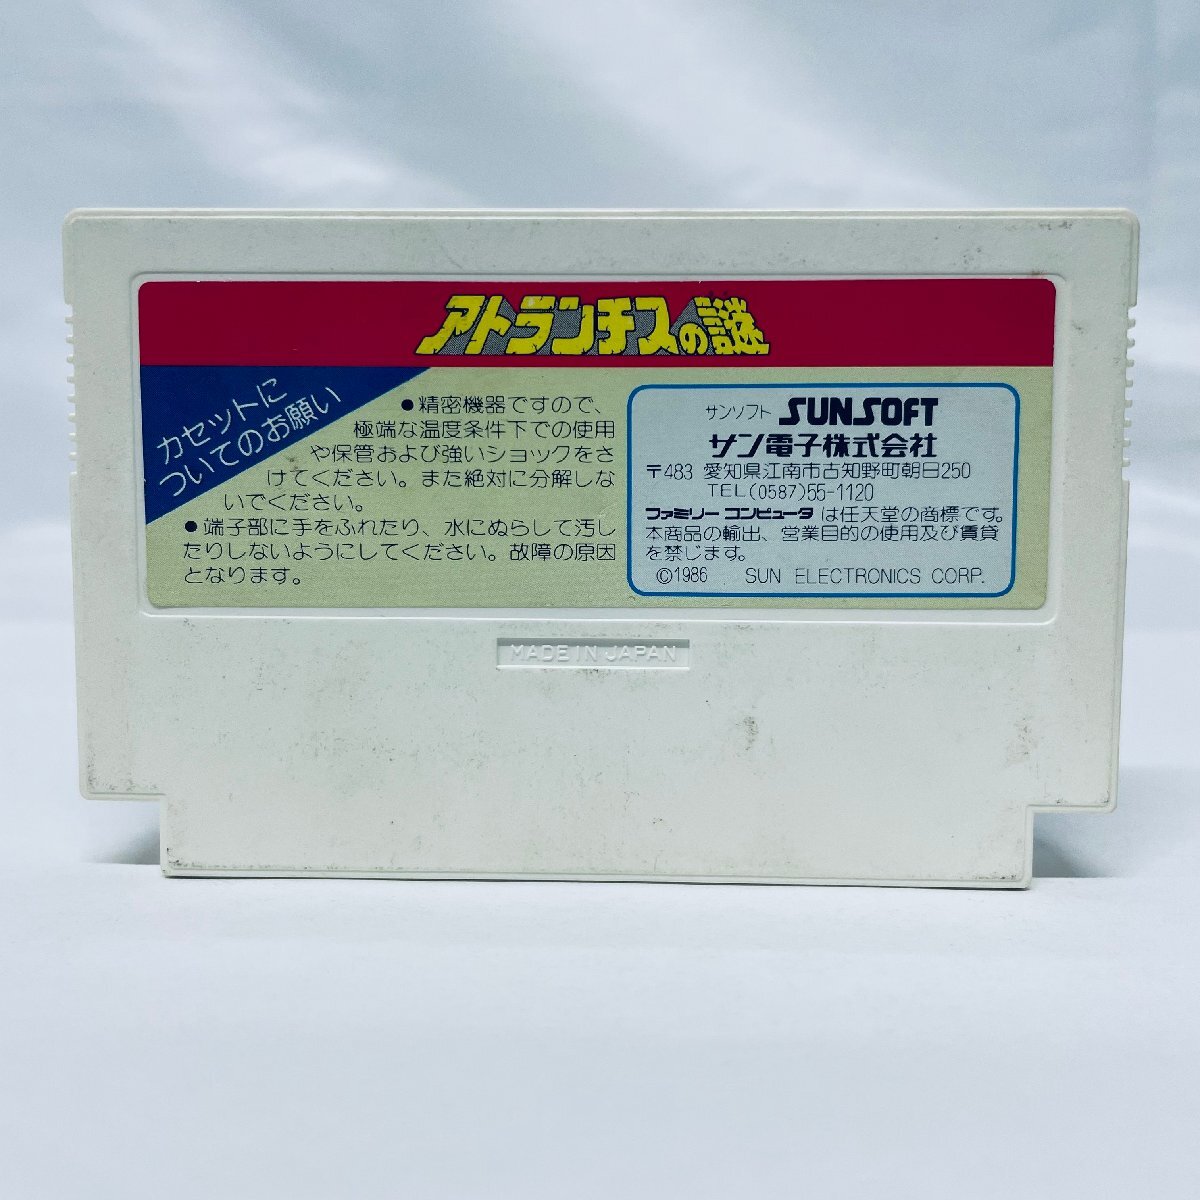 アトランチスの謎
カセットに
ついてのお願い
●精密機器ですので、
極端な温度条件下での使用
や保管および強いショックをさ
けてください。また絶対に分解しな
いでください。
●端子部に手をふれたり、水にぬらして汚し
たりしないようにしてください。故障の原因
となります。
サンソフト SUNSOFT
サン電子株式会社
〒483 愛知県江南市古知野町朝日250
TEL(0587)55-1120
ファミリー コンピュータ は任天堂の商標です。
本商品の輸出、営業目的の使用及び賃貸
を禁じます。
©1986 SUN ELECTRONICS CORP.
MADE IN JAPAN